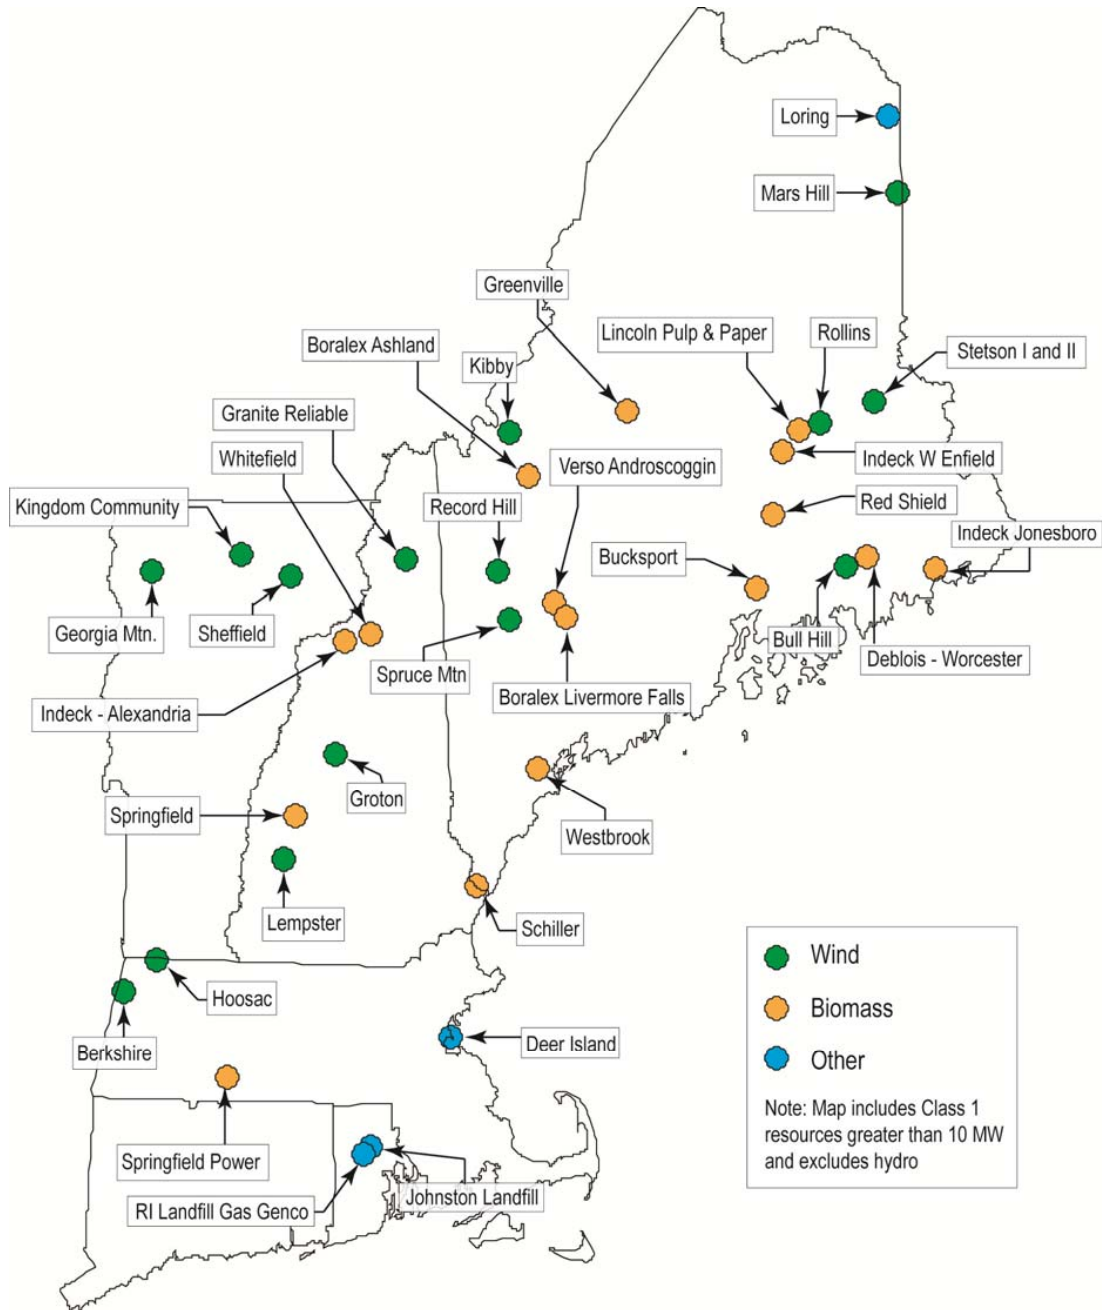 Loring
Mars Hill
Greenville
Lincoln Pulp & Paper
Rollins
Boralex Ashland
Kibby
Stetson I and II
Granite Reliable
Whitefield
Verso Androscoggin
Indeck W Enfield
Kingdom Community
Record Hill
Red Shield
Indeck Jonesboro
Bucksport
Georgia Mtn.
Sheffield
Bull Hill
Deblois - Worcester
Spruce Mtn
Boralex Livermore Falls
Indeck - Alexandria
Groton
Springfield
Westbrook
Lempster
Schiller
Hoosac
Deer Island
Berkshire
Springfield Power
RI Landfill Gas Genco
Johnston Landfill
Wind
Biomass
Other
Note: Map includes Class 1
resources greater than 10 MW
and excludes hydro